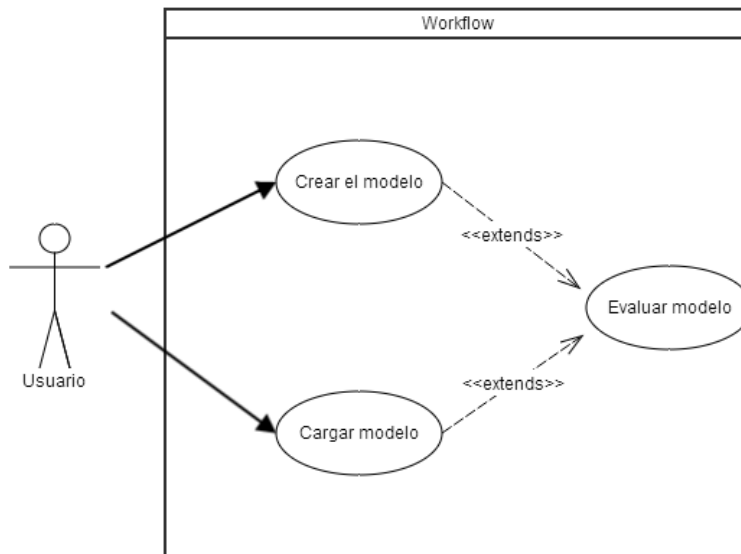 Workflow
Crear el modelo
<<extends>>
Evaluar modelo
Usuario
<<extends>>
Cargar modelo